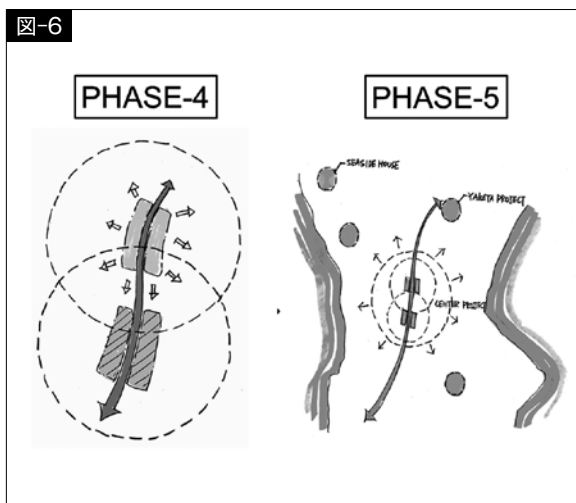 図-6
PHASE-4
PHASE-5
SEASIDE HOUSE
YAKETA PROJECT
CENTER PROJECT